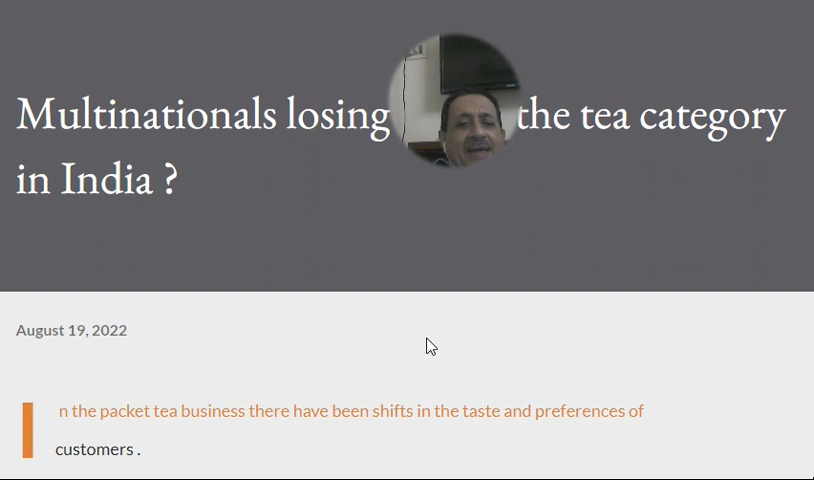 Multinationals losing the tea category
in India ?
August 19, 2022
In the packet tea business there have been shifts in the taste and preferences of
customers .